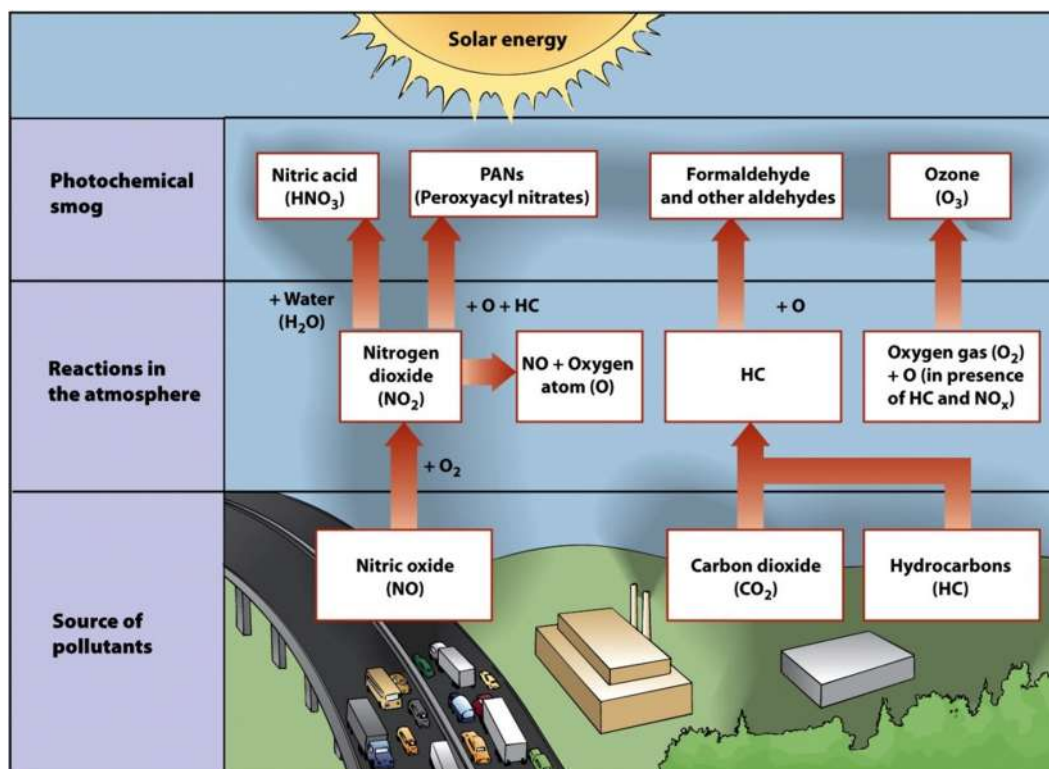 Solar energy
Photochemical
smog
Nitric acid
(HNO₃)
PANs
(Peroxyacyl nitrates)
Formaldehyde
and other aldehydes
Ozone
(O₃)
+ Water
(H₂O)
+ O + HC
+ O
Reactions in
the atmosphere
Nitrogen
dioxide
(NO₂)
NO + Oxygen
atom (O)
HC
Oxygen gas (O₂)
+ O (in presence
of HC and NOₓ)
+ O₂
Source of
pollutants
Nitric oxide
(NO)
Carbon dioxide
(CO₂)
Hydrocarbons
(HC)